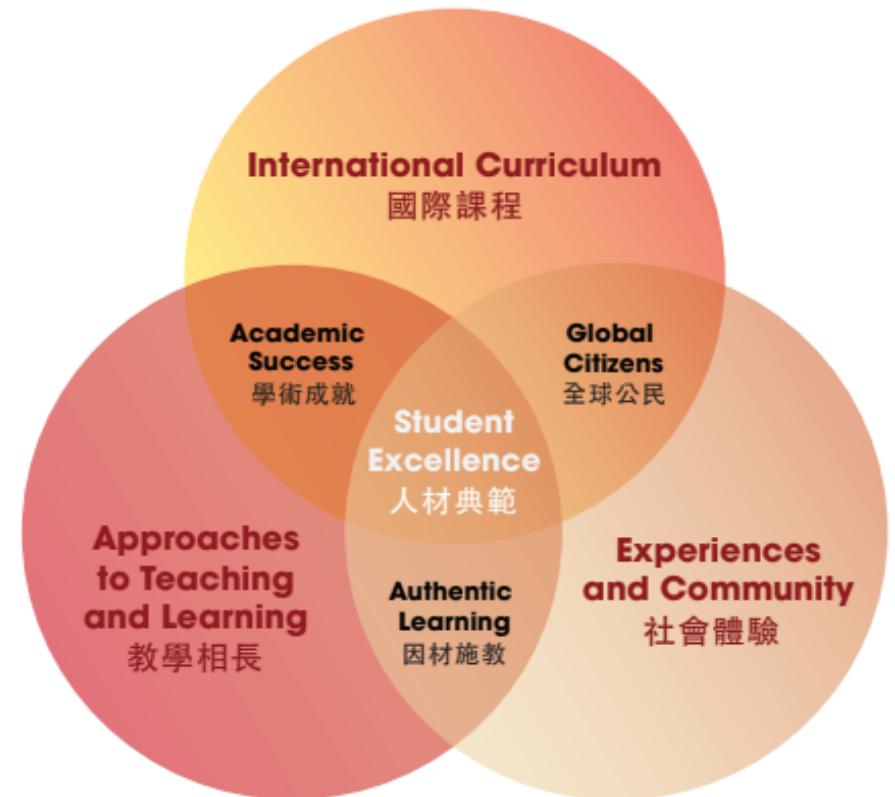 International Curriculum
國際課程
Academic
Success
學術成就
Global
Citizens
全球公民
Student
Excellence
人材典範
Approaches
to Teaching
and Learning
教學相長
Authentic
Learning
因材施教
Experiences
and Community
社會體驗